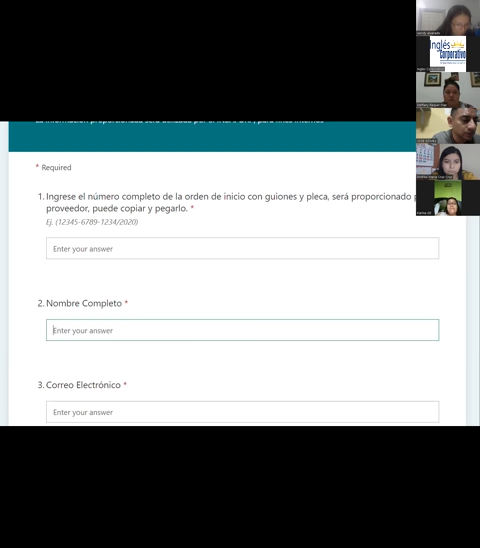 * Required
1. Ingrese el número completo de la orden de inicio con guiones y pleca, será proporcionado
proveedor, puede copiar y pegarlo. *
Ej. (12345-6789-1234/2020)
Enter your answer
2. Nombre Completo *
Enter your answer
3. Correo Electrónico *
Enter your answer
Inglés
Corporativo